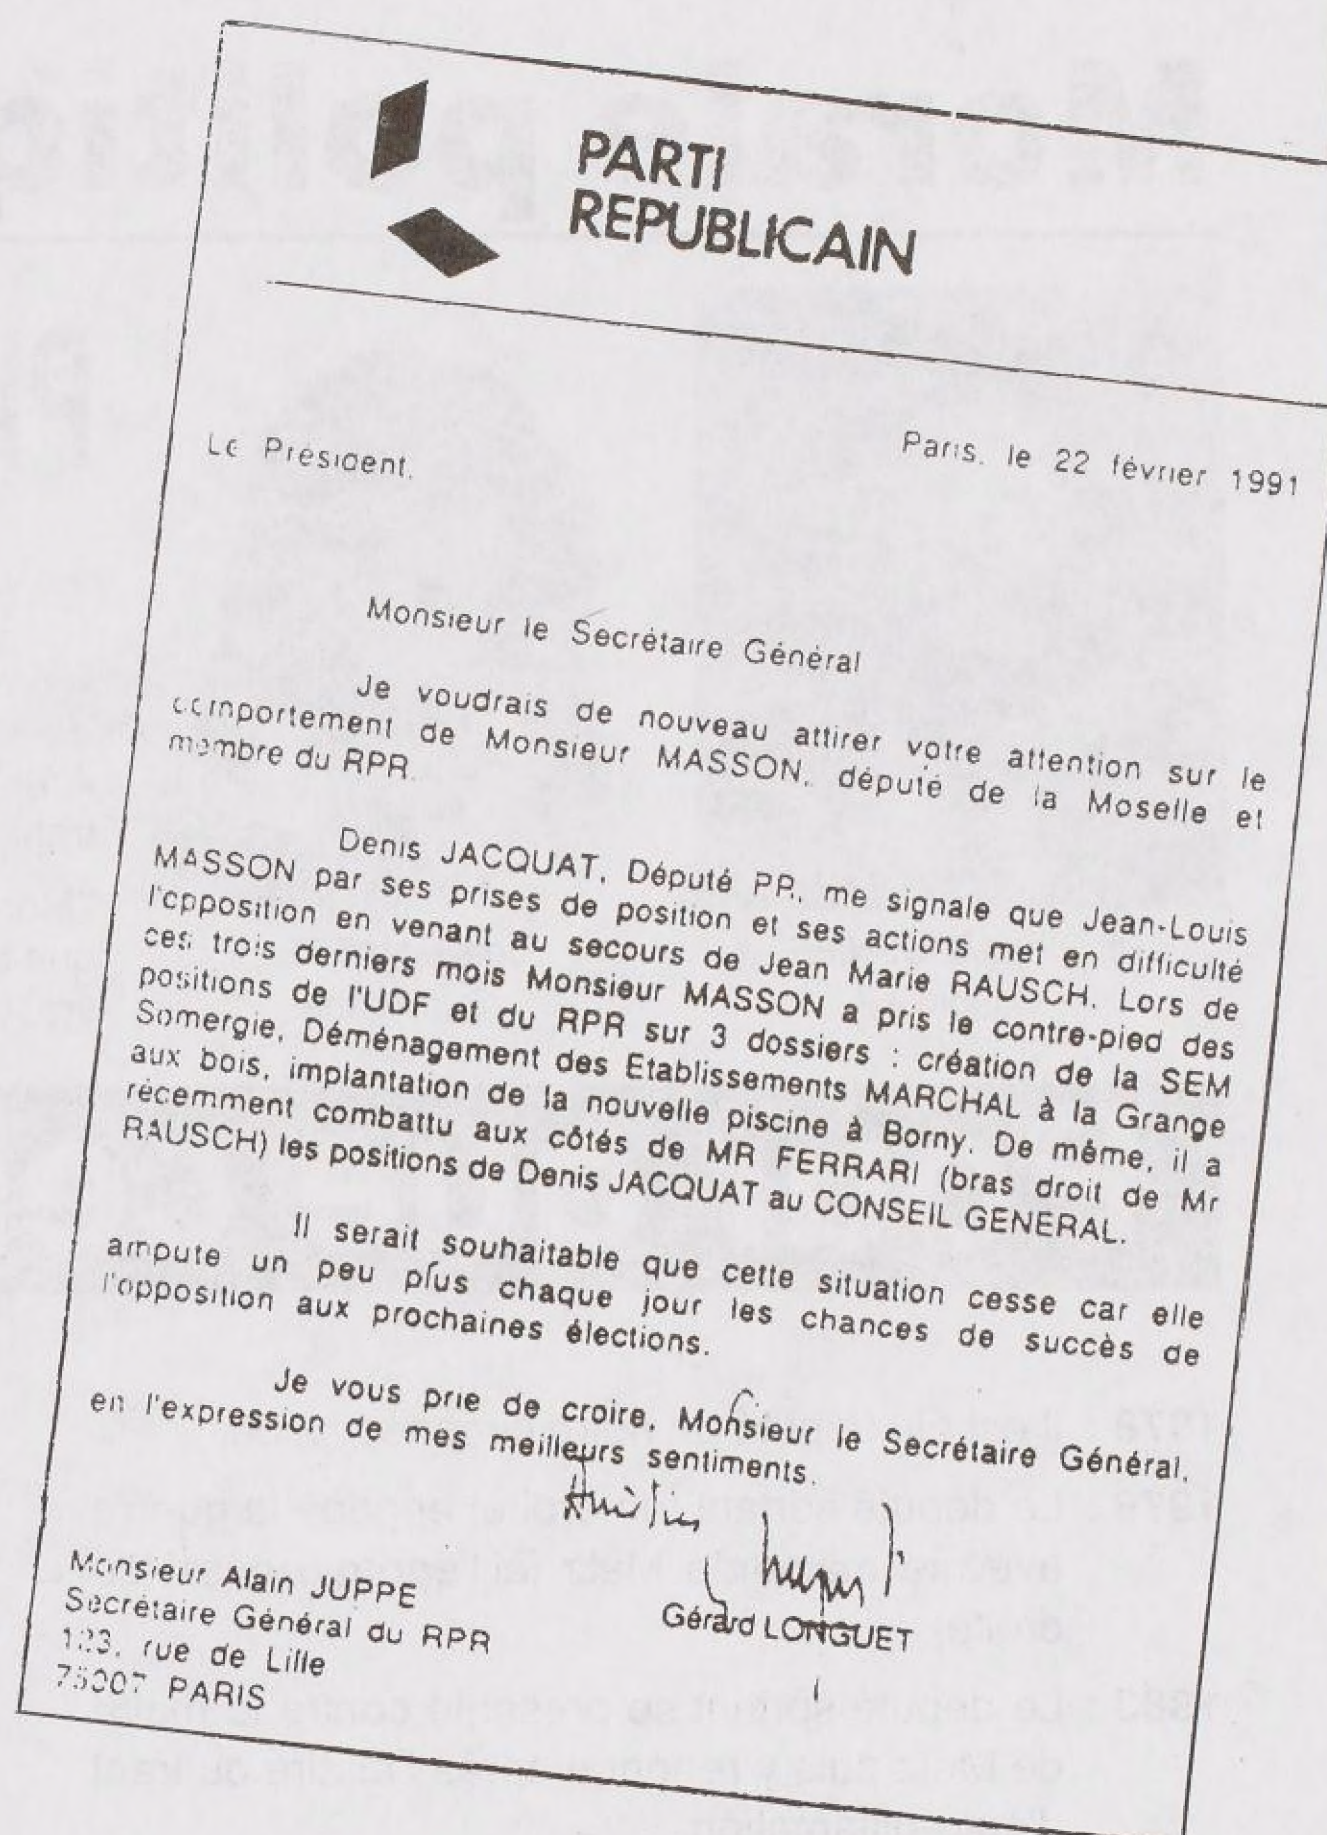 PARTI
REPUBLICAIN
Paris, le 22 février 1991
Le Président,
Monsieur le Secrétaire Général
Je voudrais de nouveau attirer votre attention sur le
comportement de Monsieur MASSON, député de la Moselle et
membre du RPR.
Denis JACQUAT, Député PR, me signale que Jean-Louis
MASSON par ses prises de position et ses actions met en difficulté
l'opposition en venant au secours de Jean Marie RAUSCH. Lors de
ces trois derniers mois Monsieur MASSON a pris le contre-pied des
positions de l'UDF et du RPR sur 3 dossiers : création de la SEM
Somergie, Déménagement des Etablissements MARCHAL à la Grange
aux bois, implantation de la nouvelle piscine à Borny. De même, il a
récemment combattu aux côtés de MR FERRARI (bras droit de Mr
RAUSCH) les positions de Denis JACQUAT au CONSEIL GENERAL.
Il serait souhaitable que cette situation cesse car elle
ampute un peu plus chaque jour les chances de succès de
l'opposition aux prochaines élections.
Je vous prie de croire, Monsieur le Secrétaire Général,
en l'expression de mes meilleurs sentiments.
Gérard LONGUET
Monsieur Alain JUPPE
Secrétaire Général du RPR
123, rue de Lille
75007 PARIS